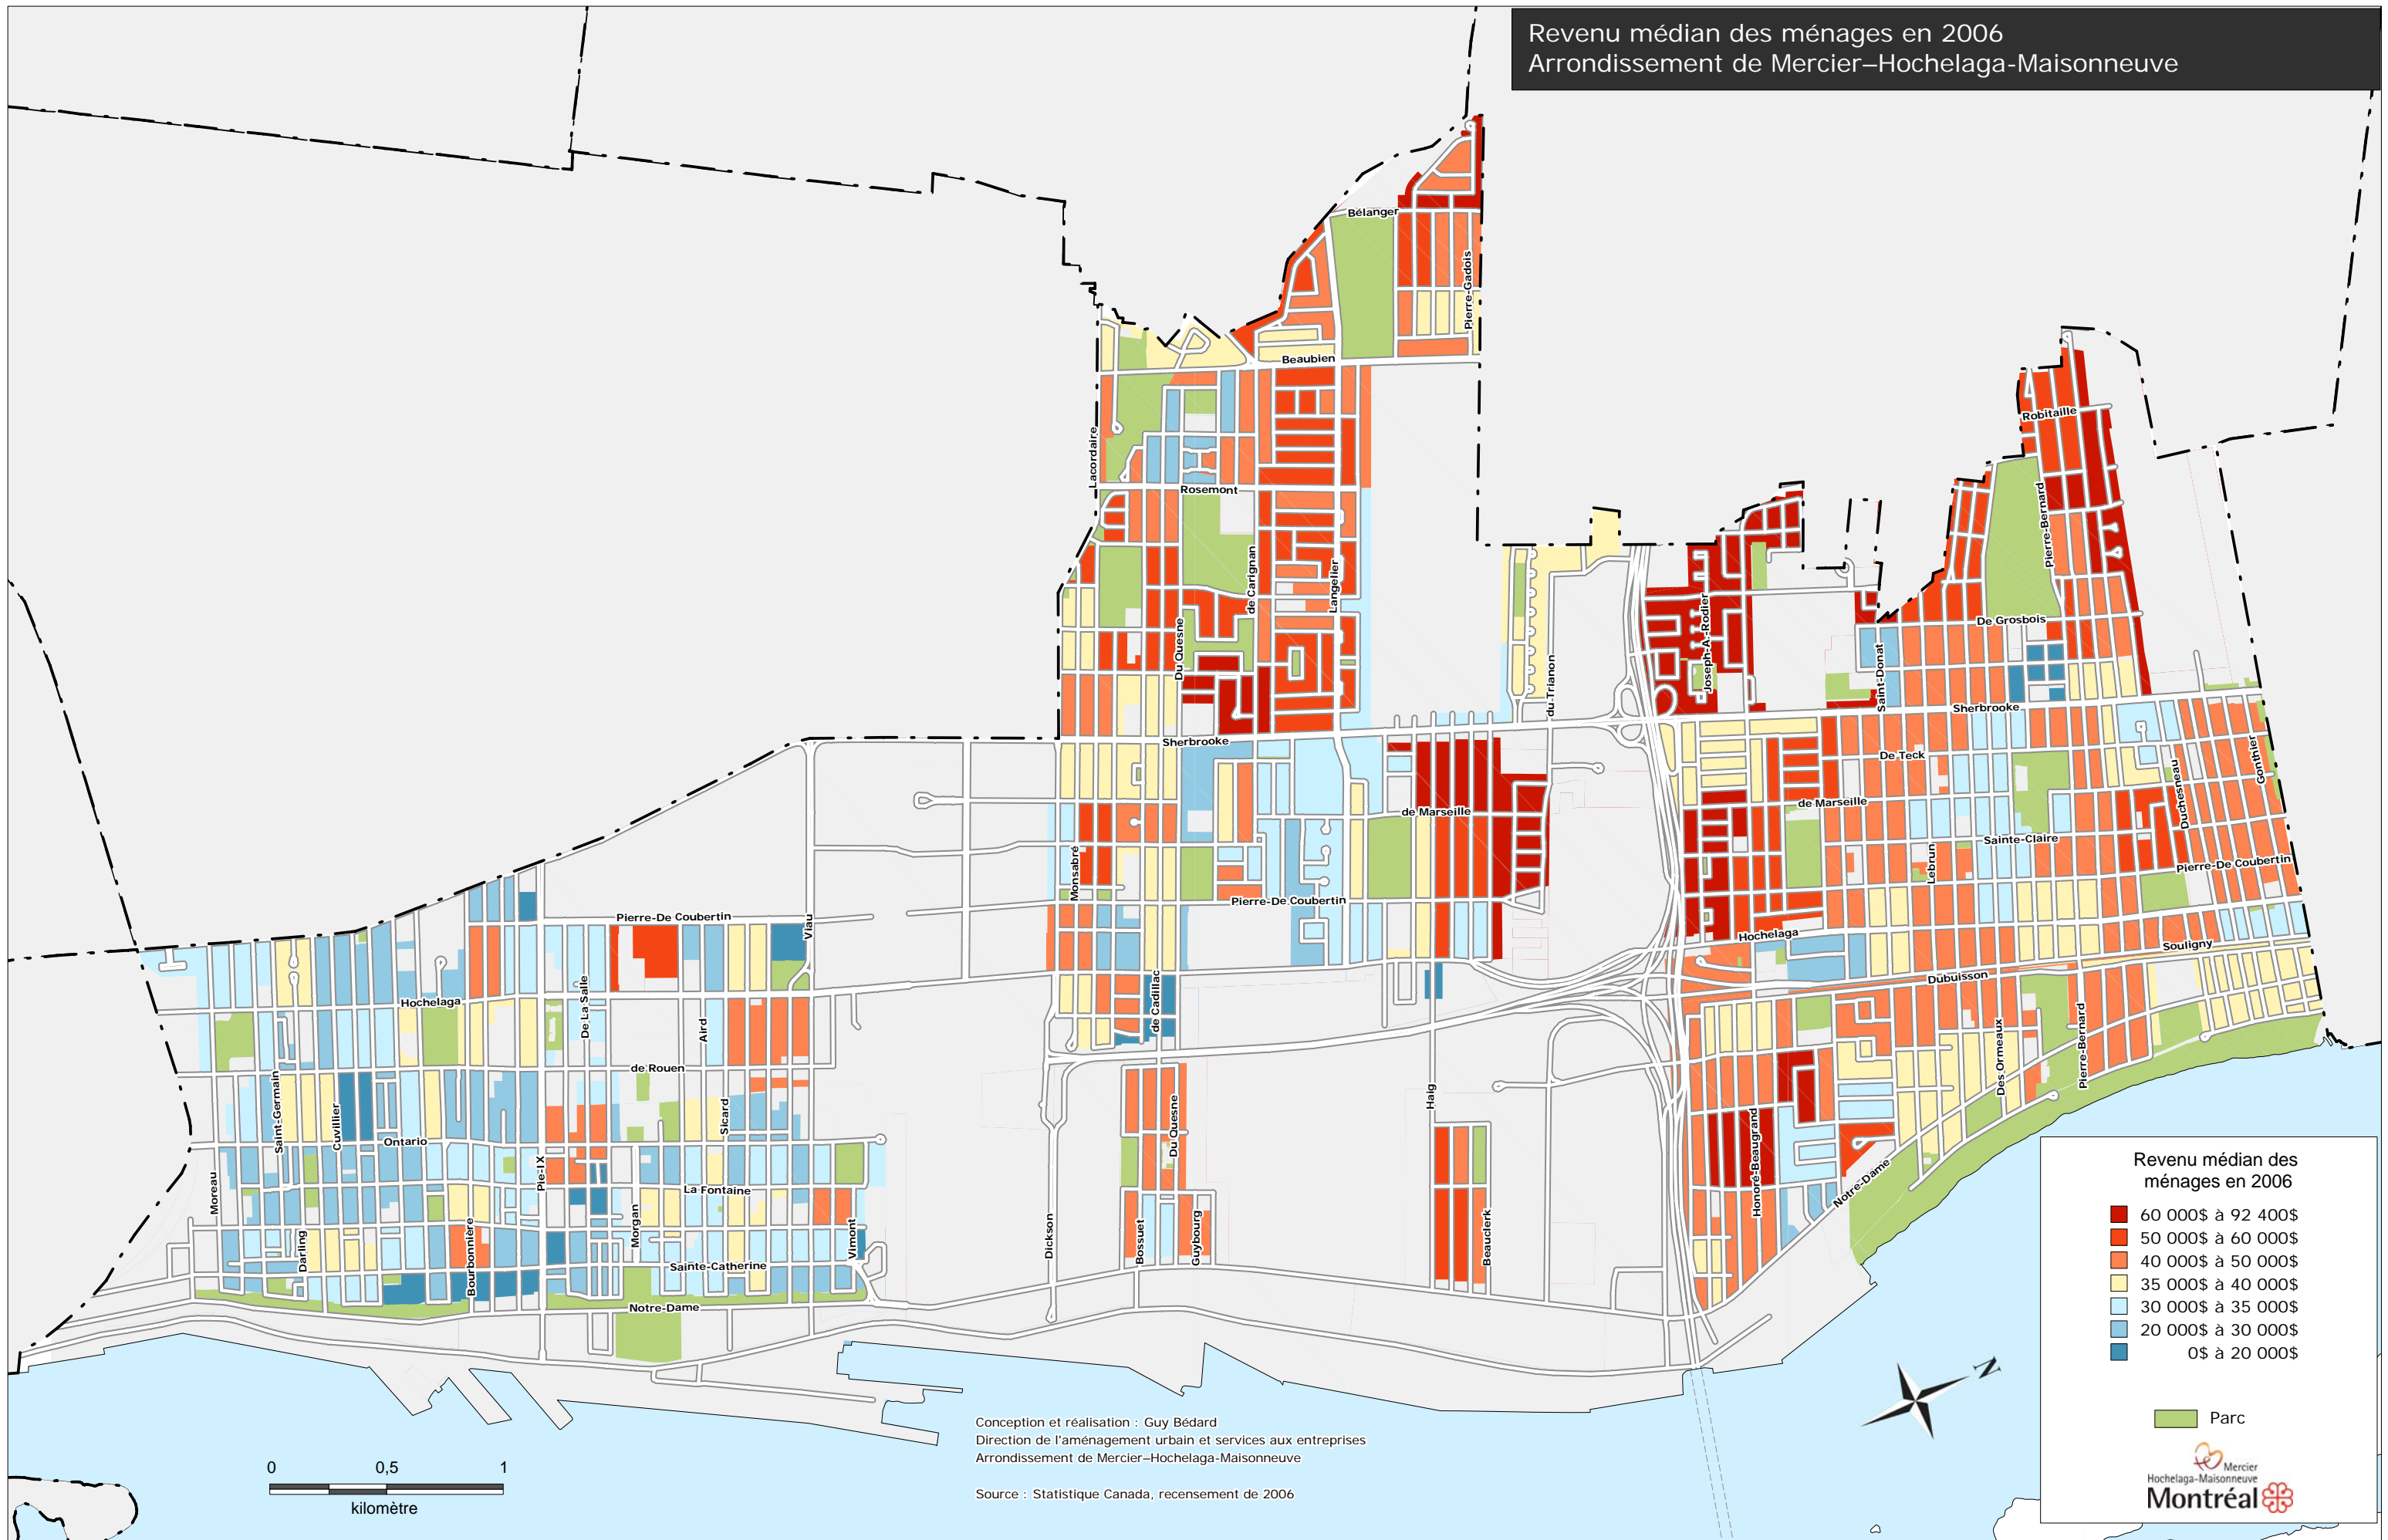 Revenu médian des ménages en 2006
Arrondissement de Mercier–Hochelaga-Maisonneuve
Bélanger
Pierre-Gadois
Beaubien
Robitaille
Lacordaire
Rosemont
Pierre-Bernard
de Carignan
Langelier
Du Quesne
du Trianon
Joseph-A.-Rodier
Saint-Donat
De Grosbois
Sherbrooke
Sherbrooke
De Teck
Gonthier
Duchesneau
de Marseille
de Marseille
Sainte-Claire
Monsabré
Lebrun
Pierre-De Coubertin
Pierre-De Coubertin
Pierre-De Coubertin
Viau
Hochelaga
Souligny
Dubuisson
Hochelaga
De La Salle
Aird
de Cadillac
de Rouen
Des Ormeaux
Pierre-Bernard
Saint-Germain
Cuvillier
Ontario
Sicard
Haig
Du Quesne
Honoré-Beaugrand
Moreau
Pie-IX
La Fontaine
Notre-Dame
Darling
Bourbonnière
Morgan
Vimont
Dickson
Bossuet
Guybourg
Beauclerk
Sainte-Catherine
Notre-Dame
Revenu médian des
ménages en 2006
60 000$ à 92 400$
50 000$ à 60 000$
40 000$ à 50 000$
35 000$ à 40 000$
30 000$ à 35 000$
20 000$ à 30 000$
0$ à 20 000$
Parc
N
Mercier
Hochelaga-Maisonneuve
Montréal
Conception et réalisation : Guy Bédard
Direction de l'aménagement urbain et services aux entreprises
Arrondissement de Mercier–Hochelaga-Maisonneuve
Source : Statistique Canada, recensement de 2006
0 0,5 1
kilomètre